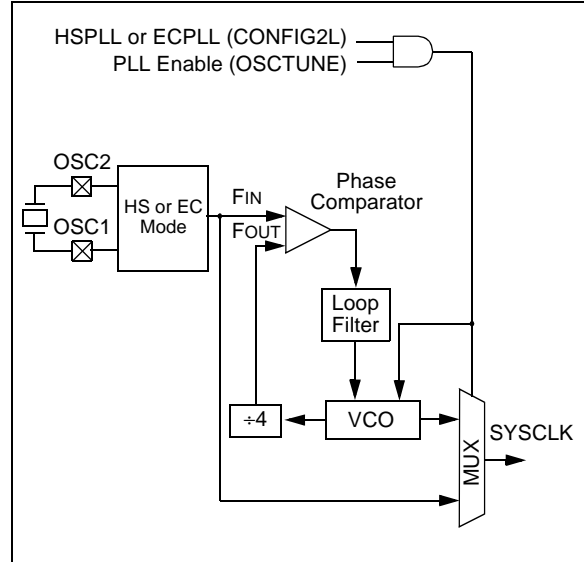 HSPLL or ECPLL (CONFIG2L)
PLL Enable (OSCTUNE)
OSC2
OSC1
HS or EC
Mode
FIN
FOUT
Phase
Comparator
Loop
Filter
÷4
VCO
MUX
SYSCLK